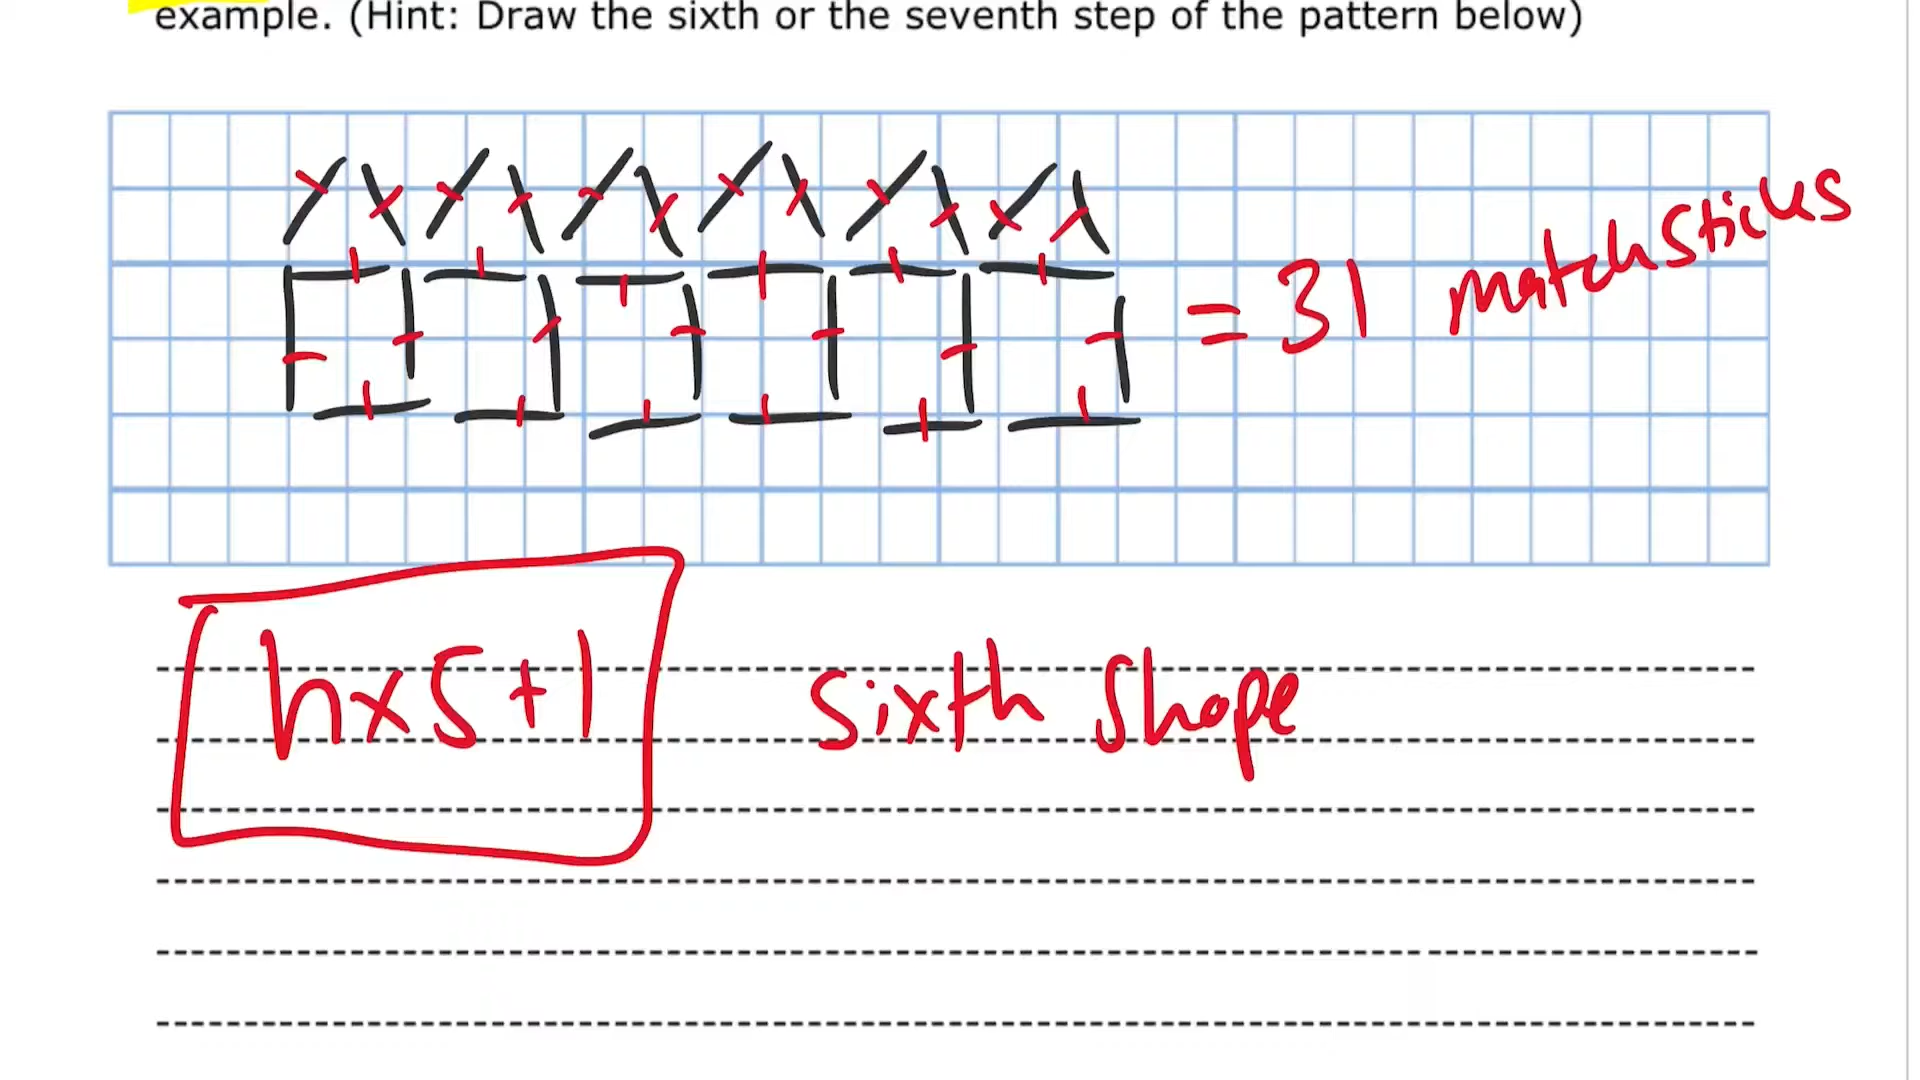 example. (Hint: Draw the sixth or the seventh step of the pattern below)
= 31 matchsticks
h×5+1 sixth shape